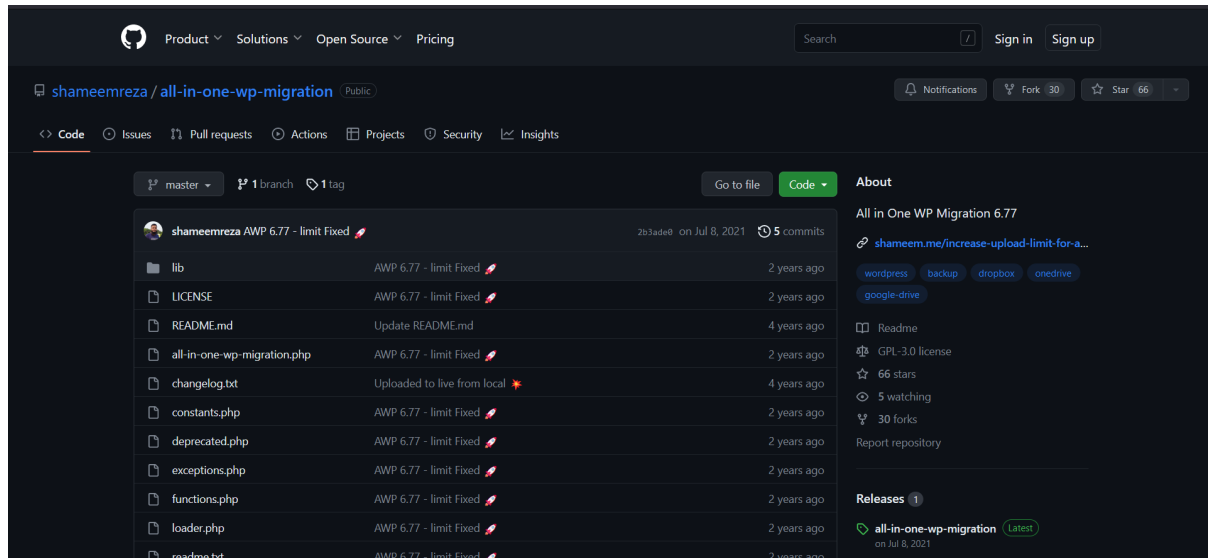 Product Solutions Open Source Pricing Search / Sign in Sign up
shameemreza / all-in-one-wp-migration Public Notifications Fork 30 Star 66
<> Code Issues Pull requests Actions Projects Security Insights
master 1 branch 1 tag Go to file Code
shameemreza AWP 6.77 - limit Fixed 🚀 2b3ade0 on Jul 8, 2021 5 commits
lib AWP 6.77 - limit Fixed 🚀 2 years ago
LICENSE AWP 6.77 - limit Fixed 🚀 2 years ago
README.md Update README.md 4 years ago
all-in-one-wp-migration.php AWP 6.77 - limit Fixed 🚀 2 years ago
changelog.txt Uploaded to live from local 💥 4 years ago
constants.php AWP 6.77 - limit Fixed 🚀 2 years ago
deprecated.php AWP 6.77 - limit Fixed 🚀 2 years ago
exceptions.php AWP 6.77 - limit Fixed 🚀 2 years ago
functions.php AWP 6.77 - limit Fixed 🚀 2 years ago
loader.php AWP 6.77 - limit Fixed 🚀 2 years ago
readme.txt AWP 6.77 - limit Fixed 🚀 2 years ago
About
All in One WP Migration 6.77
shameem.me/increase-upload-limit-for-a...
wordpress backup dropbox onedrive
google-drive
Readme
GPL-3.0 license
66 stars
5 watching
30 forks
Report repository
Releases 1
all-in-one-wp-migration Latest
on Jul 8, 2021